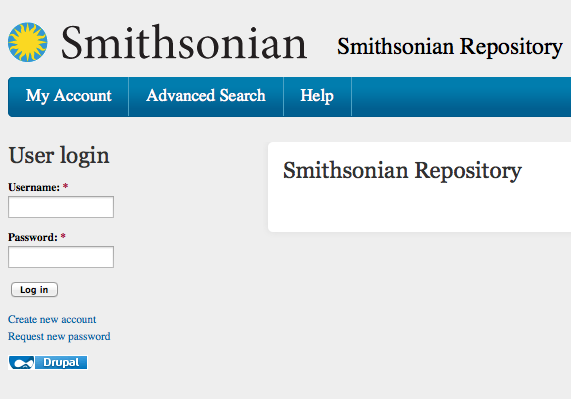 Smithsonian Smithsonian Repository
My Account Advanced Search Help
User login
Username: *
Password: *
Log in
Create new account
Request new password
Drupal
Smithsonian Repository